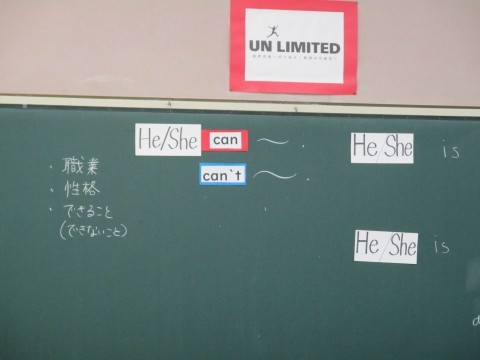 UN LIMITED
He/She can ～.
can't ～.
・職業
・性格
・できること
(できないこと)
He/She is
He/She is